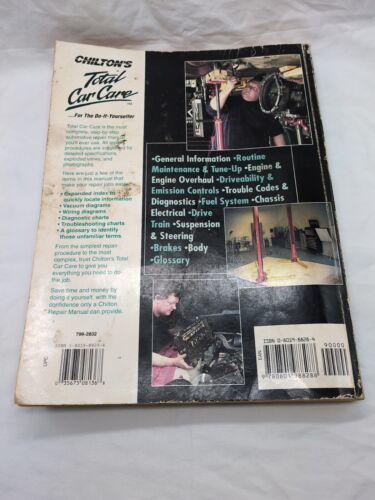 CHILTON'S
Total
Car Care
TM
...For The Do-It-Yourselfer
Total Car Care is the most
complete, step-by-step
automotive repair manual
you'll ever use. All repair
procedures are supported by
detailed specifications,
exploded views, and
photographs.
Here are just a few of the
items in this manual that
make your repair jobs easier:
• Expanded index to
quickly locate information
• Vacuum diagrams
• Wiring diagrams
• Diagnostic charts
• Troubleshooting charts
• A glossary to identify
those unfamiliar terms
From the simplest repair
procedure to the most
complex, trust Chilton's Total
Car Care to give you
everything you need to do
the job.
Save time and money by
doing it yourself, with the
confidence only a Chilton
Repair Manual can provide.
•General Information •Routine
Maintenance & Tune-Up •Engine &
Engine Overhaul •Driveability &
Emission Controls •Trouble Codes &
Diagnostics •Fuel System •Chassis
Electrical •Drive
Train •Suspension
& Steering
•Brakes •Body
•Glossary
ISBN 0-8019-8828-4
90000
EAN
9 780801 988288
UPC